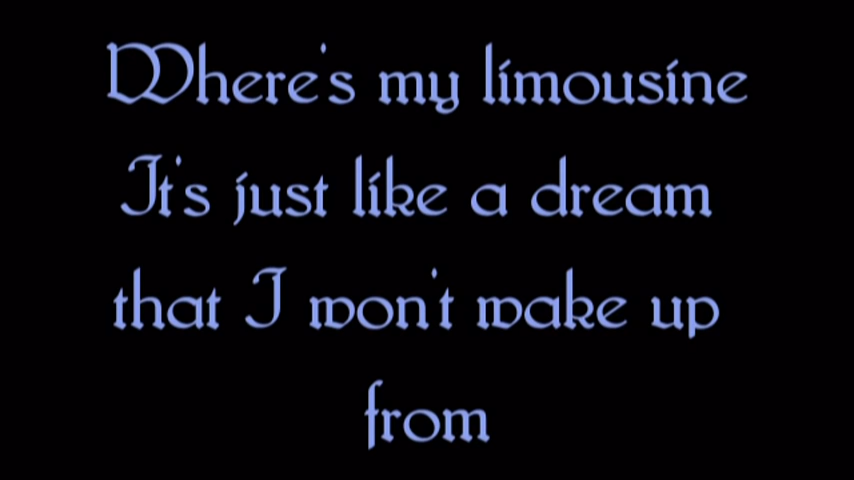 Where's my limousine
It's just like a dream
that I won't wake up
from